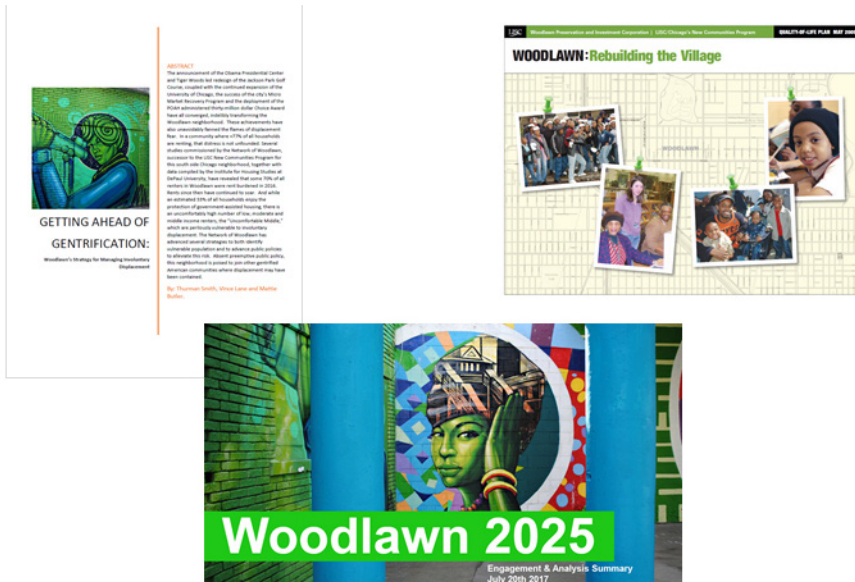 GETTING AHEAD OF
GENTRIFICATION:
Woodlawn's Strategy for Managing Involuntary
Displacement
ABSTRACT
The announcement of the Obama Presidential Center
and Tiger Woods led redesign of the Jackson Park Golf
Course, coupled with the continued expansion of the
University of Chicago, the success of the city's Micro
Market Recovery Program and the deployment of the
POAH administered thirty-million dollar Choice Award
have all converged, indelibly transforming the
Woodlawn neighborhood. These achievements have
also unavoidably fanned the flames of displacement
fear. In a community where +77% of all households
are renting, that distress is not unfounded. Several
studies commissioned by the Network of Woodlawn,
successor to the LISC New Communities Program for
this south side Chicago neighborhood, together with
data compiled by the Institute for Housing Studies at
DePaul University, have revealed that some 70% of all
renters in Woodlawn were rent burdened in 2016.
Rents since then have continued to soar. And while
an estimated 33% of all households enjoy the
protection of government-assisted housing, there is
an uncomfortably high number of low, moderate and
middle income renters, the "Uncomfortable Middle,"
which are perilously vulnerable to involuntary
displacement. The Network of Woodlawn has
advanced several strategies to both identify
vulnerable population and to advance public policies
to alleviate this risk. Absent preemptive public policy,
this neighborhood is poised to join other gentrified
American communities where displacement may have
been contained.
By: Thurman Smith, Vince Lane and Mattie
Butler.
LISC Woodlawn Preservation and Investment Corporation | LISC/Chicago's New Communities Program QUALITY-OF-LIFE PLAN MAY
WOODLAWN: Rebuilding the Village
WOODLAWN
Woodlawn 2025
Engagement & Analysis Summary
July 20th 2017